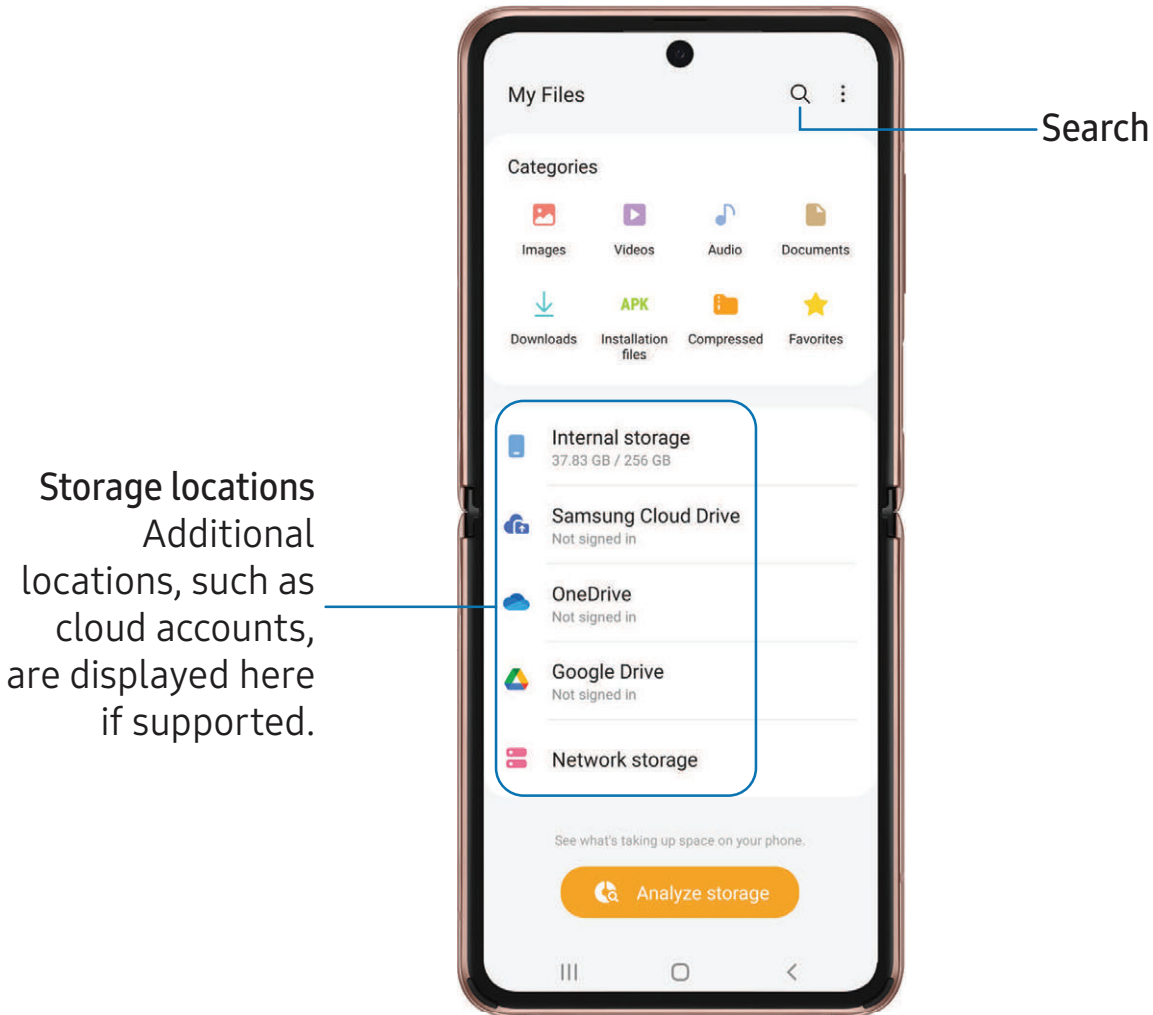 My Files
Search
Categories
Images
Videos
Audio
Documents
Downloads
APK
Installation
files
Compressed
Favorites
Storage locations
Additional
locations, such as
cloud accounts,
are displayed here
if supported.
Internal storage
37.83 GB / 256 GB
Samsung Cloud Drive
Not signed in
OneDrive
Not signed in
Google Drive
Not signed in
Network storage
See what's taking up space on your phone.
Analyze storage